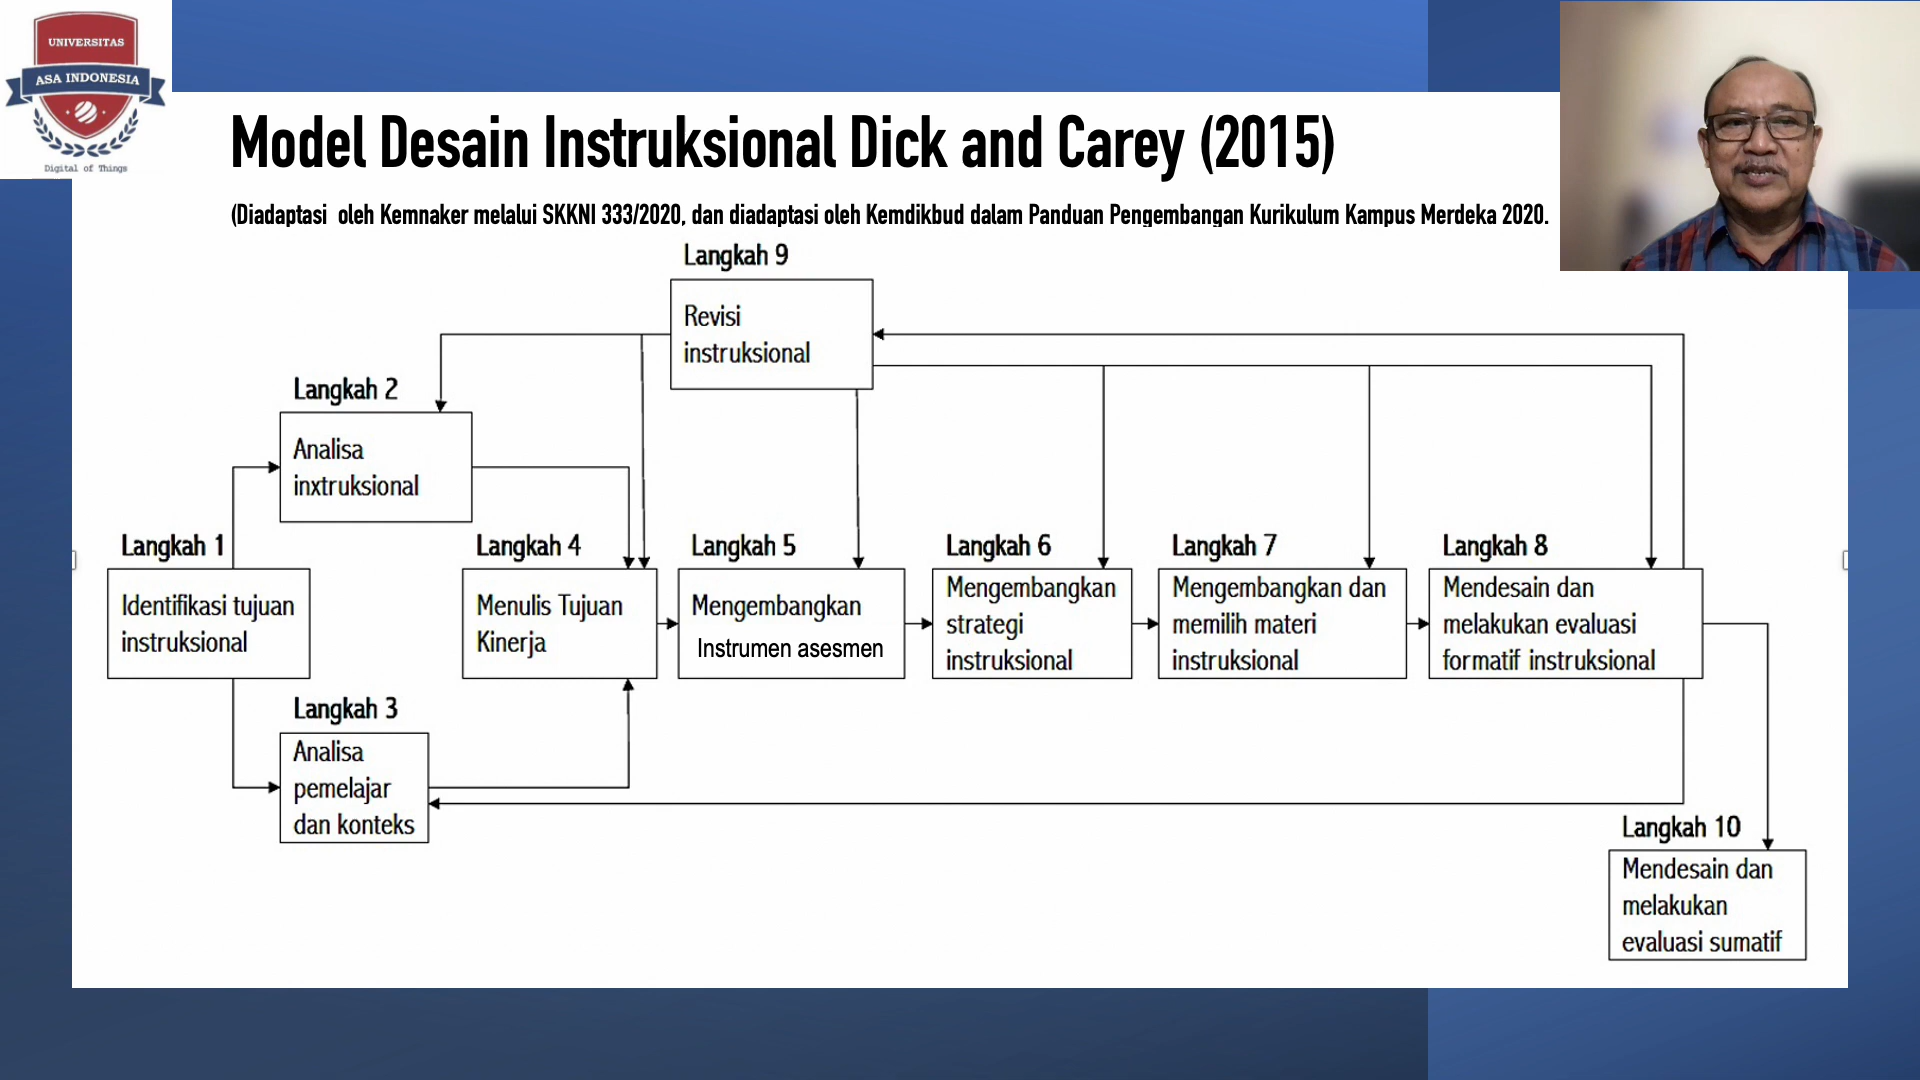 UNIVERSITAS
ASA INDONESIA
Digital of Things
Model Desain Instruksional Dick and Carey (2015)
(Diadaptasi oleh Kemnaker melalui SKKNI 333/2020, dan diadaptasi oleh Kemdikbud dalam Panduan Pengembangan Kurikulum Kampus Merdeka 2020.
Langkah 9
Revisi
instruksional
Langkah 2
Analisa
inxtruksional
Langkah 1
Identifikasi tujuan
instruksional
Langkah 4
Menulis Tujuan
Kinerja
Langkah 5
Mengembangkan
Instrumen asesmen
Langkah 6
Mengembangkan
strategi
instruksional
Langkah 7
Mengembangkan dan
memilih materi
instruksional
Langkah 8
Mendesain dan
melakukan evaluasi
formatif instruksional
Langkah 3
Analisa
pemelajar
dan konteks
Langkah 10
Mendesain dan
melakukan
evaluasi sumatif